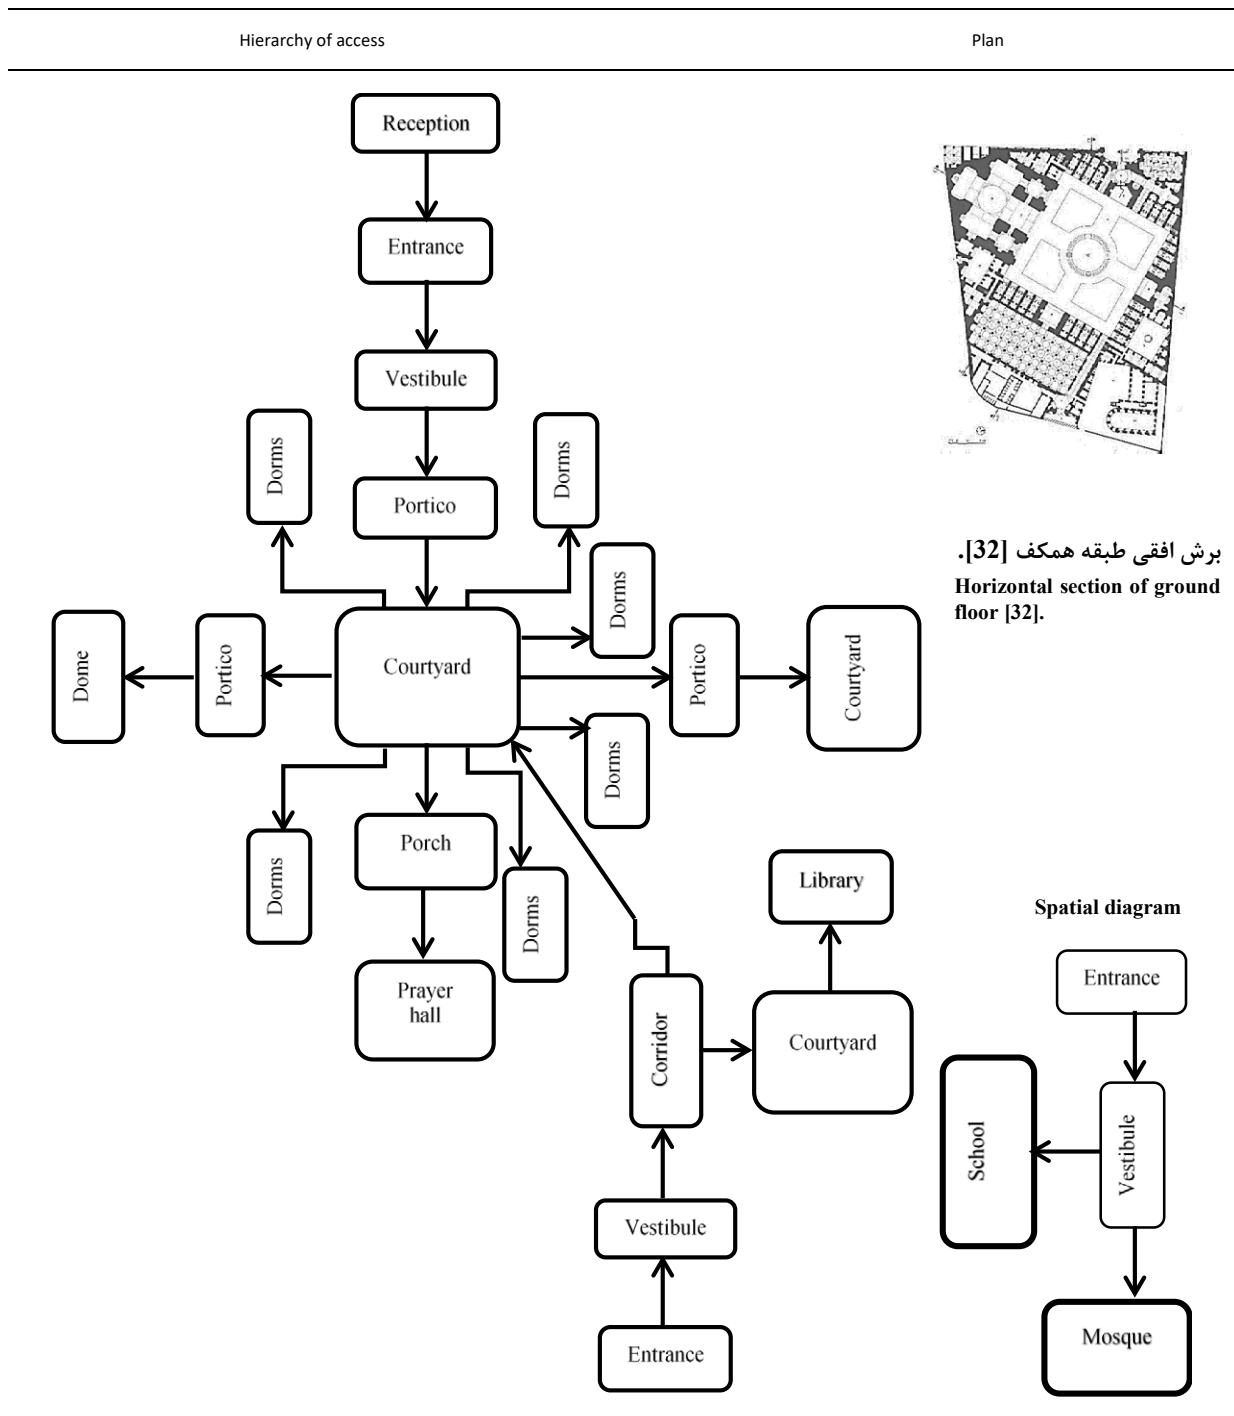 Hierarchy of access
Plan
Reception
Entrance
Vestibule
Portico
Dorms
Dorms
Dorms
Dome
Portico
Courtyard
Portico
Courtyard
Dorms
Dorms
Porch
Dorms
Prayer
hall
Library
Corridor
Courtyard
Vestibule
Entrance
برش افقی طبقه همکف [32].
Horizontal section of ground
floor [32].
Spatial diagram
Entrance
School
Vestibule
Mosque